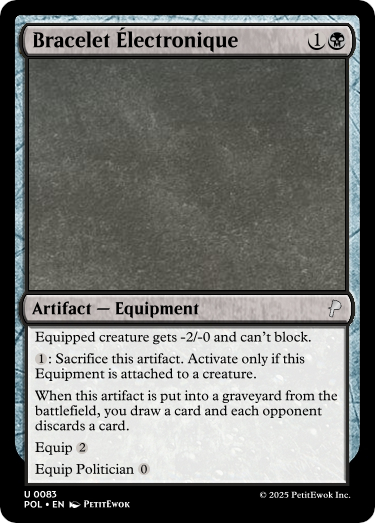 Bracelet Électronique 1
Artifact — Equipment
Equipped creature gets -2/-0 and can't block.
1: Sacrifice this artifact. Activate only if this
Equipment is attached to a creature.
When this artifact is put into a graveyard from the
battlefield, you draw a card and each opponent
discards a card.
Equip 2
Equip Politician 0
U 0083
POL • EN PetitEwok
© 2025 PetitEwok Inc.